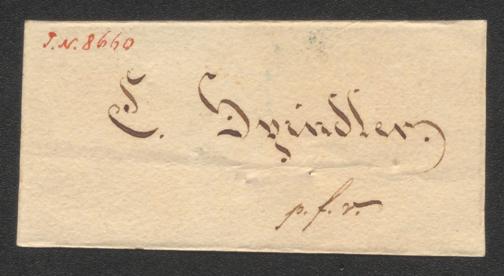 J.N. 8660
C. Spindler.
p. f. v.